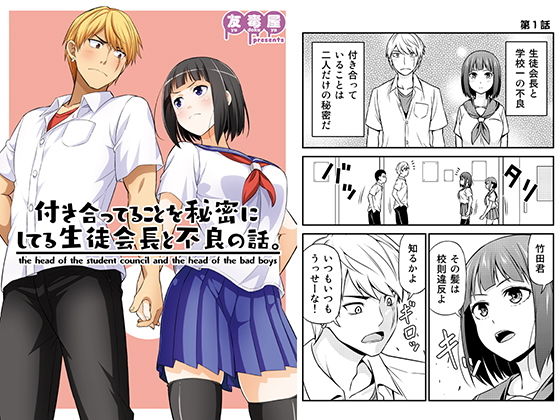 友毒屋
yu doku ya
presents
付き合ってることを秘密に
してる生徒会長と不良の話。
the head of the student council and the head of the bad boys
第1話
生徒会長と
学校一の不良
付き合って
いることは
二人だけの秘密だ
バッ
タリ
竹田君
その髪は
校則違反よ
キッ
知るかよ
いつもいつも
うっせーな!
ギロッ